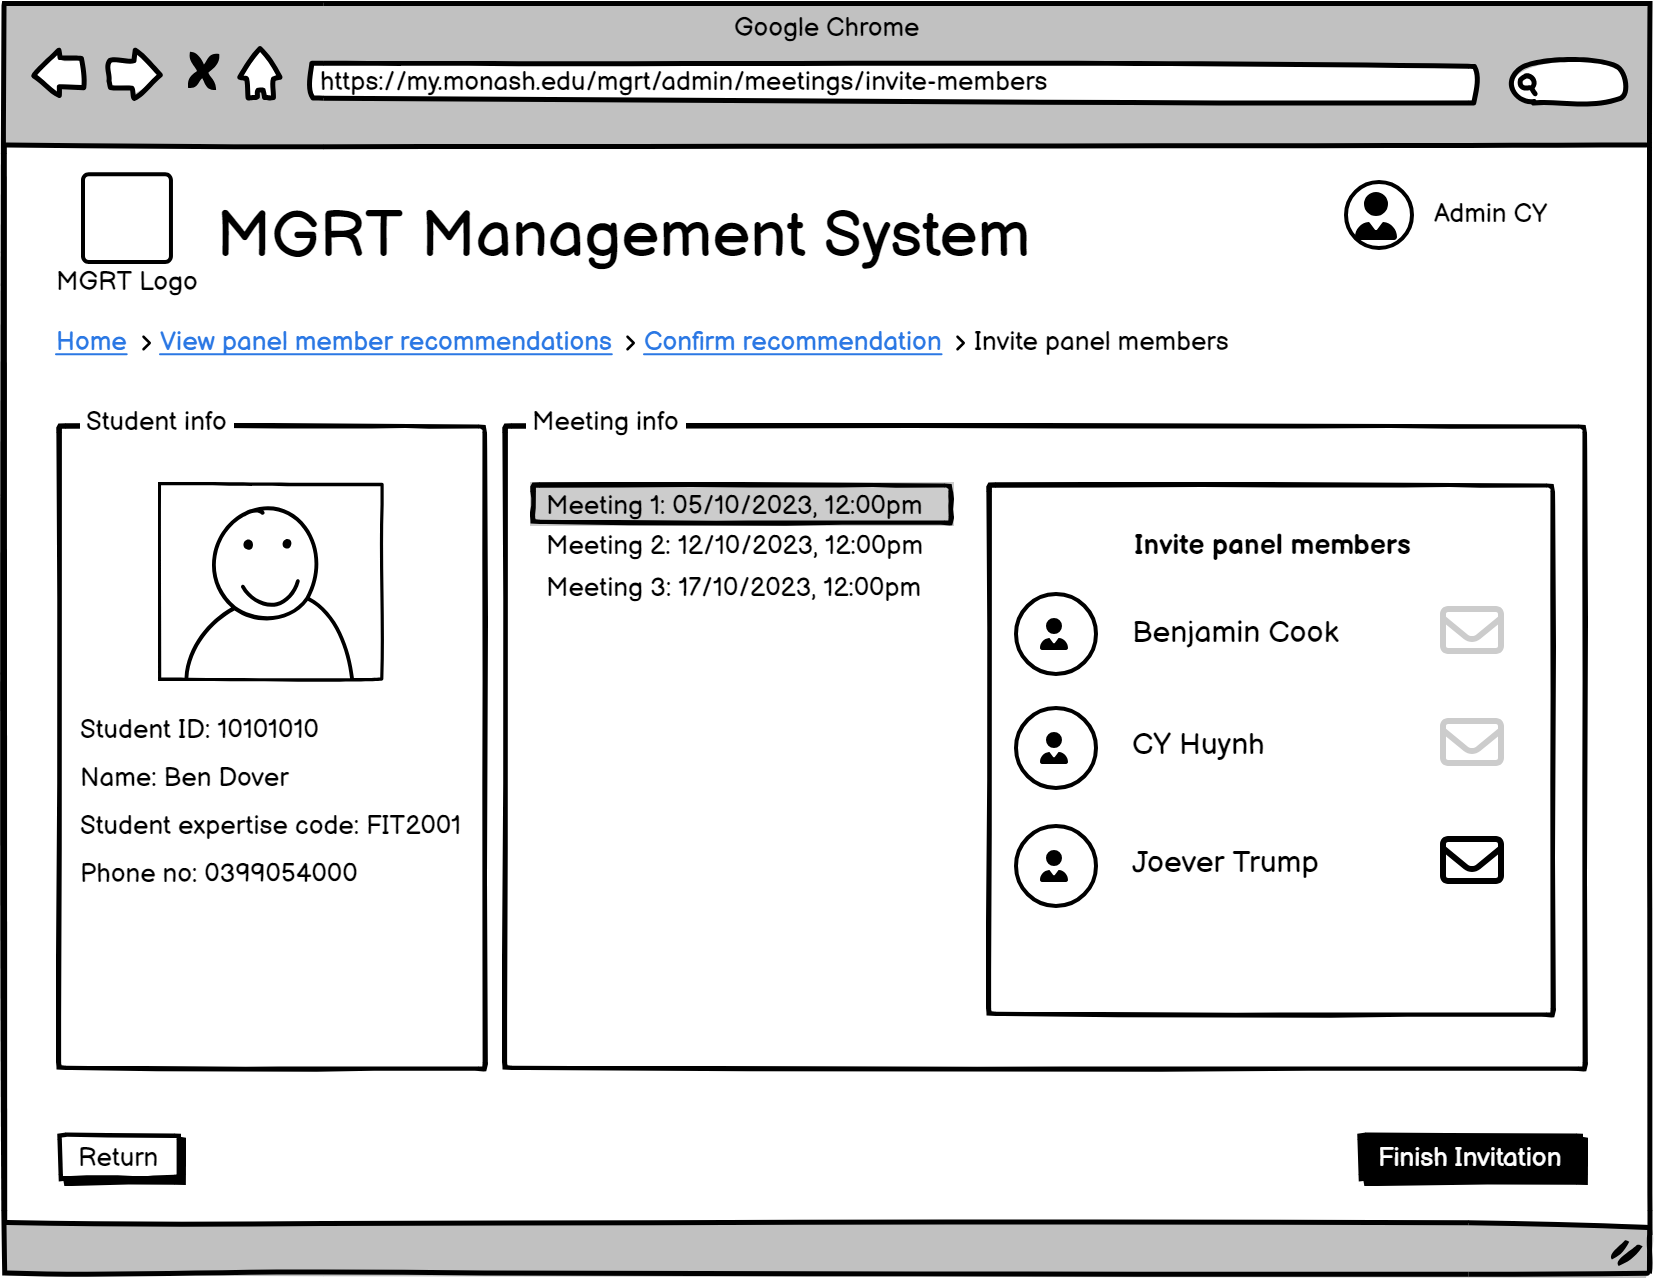 Google Chrome
https://my.monash.edu/mgrt/admin/meetings/invite-members
MGRT Logo
MGRT Management System
Admin CY
Home > View panel member recommendations > Confirm recommendation > Invite panel members
Student info
Student ID: 10101010
Name: Ben Dover
Student expertise code: FIT2001
Phone no: 0399054000
Meeting info
Meeting 1: 05/10/2023, 12:00pm
Meeting 2: 12/10/2023, 12:00pm
Meeting 3: 17/10/2023, 12:00pm
Invite panel members
Benjamin Cook
CY Huynh
Joever Trump
Return
Finish Invitation